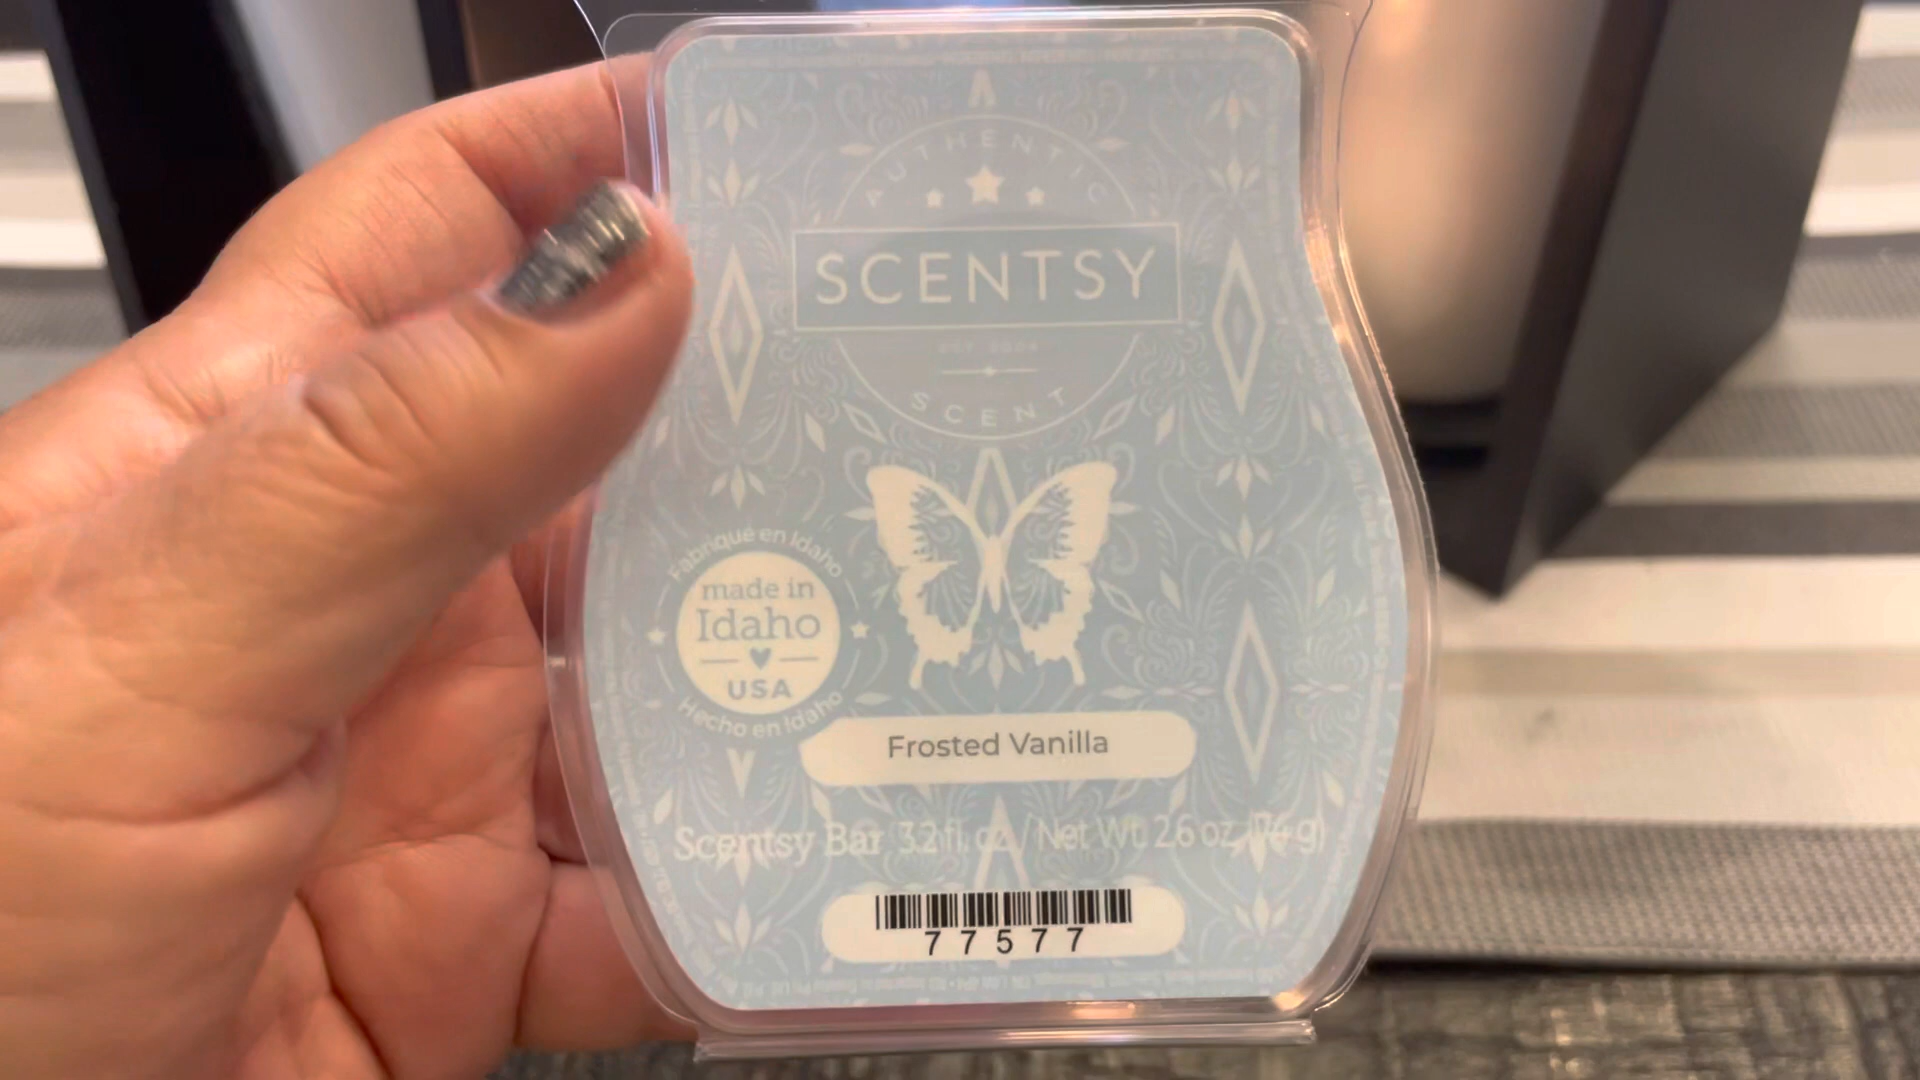 AUTHENTIC
SCENTSY
EST. 2004
SCENT
Fabriqué en Idaho
made in
Idaho
USA
Hecho en Idaho
Frosted Vanilla
Scentsy Bar 3.2 fl. oz / Net Wt. 2.6 oz (76 g)
77577